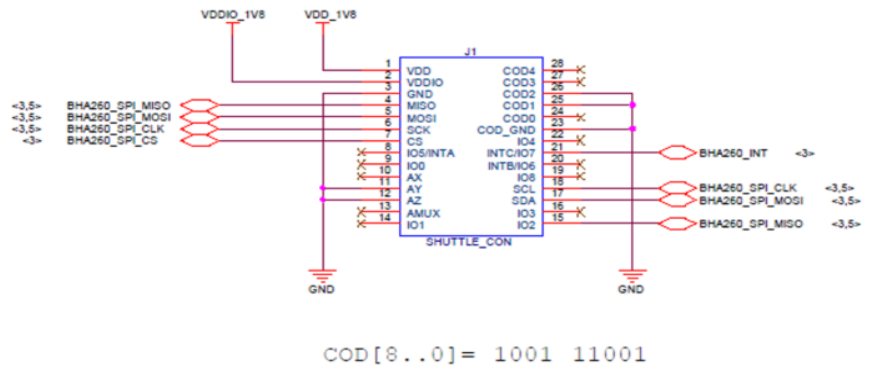 VDDIO_1V8 VDD_1V8
J1
1 VDD COD4 28
2 VDDIO COD3 27
3 GND COD2 26
<3,5> BHA260_SPI_MISO 4 MISO COD1 25
<3,5> BHA260_SPI_MOSI 5 MOSI COD0 24
<3,5> BHA260_SPI_CLK 6 SCK COD_GND 23
<3> BHA260_SPI_CS 7 CS IO4 22
8 IO5/INTA INTC/IO7 21 BHA260_INT <3>
9 IO0 INTB/IO6 20
10 AX IO8 19
11 AY SCL 18 BHA260_SPI_CLK <3,5>
12 AZ SDA 17 BHA260_SPI_MOSI <3,5>
13 AMUX IO3 16
14 IO1 IO2 15 BHA260_SPI_MISO <3,5>
SHUTTLE_CON
GND GND
COD[8..0]= 1001 11001